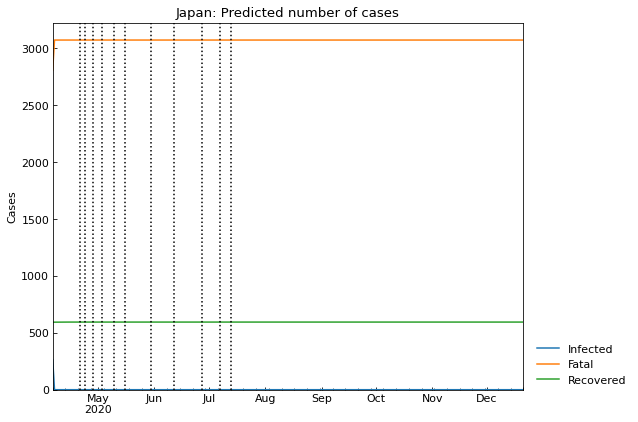 Japan: Predicted number of cases
Cases
3000
2500
2000
1500
1000
500
0
May Jun Jul Aug Sep Oct Nov Dec
2020
Infected
Fatal
Recovered